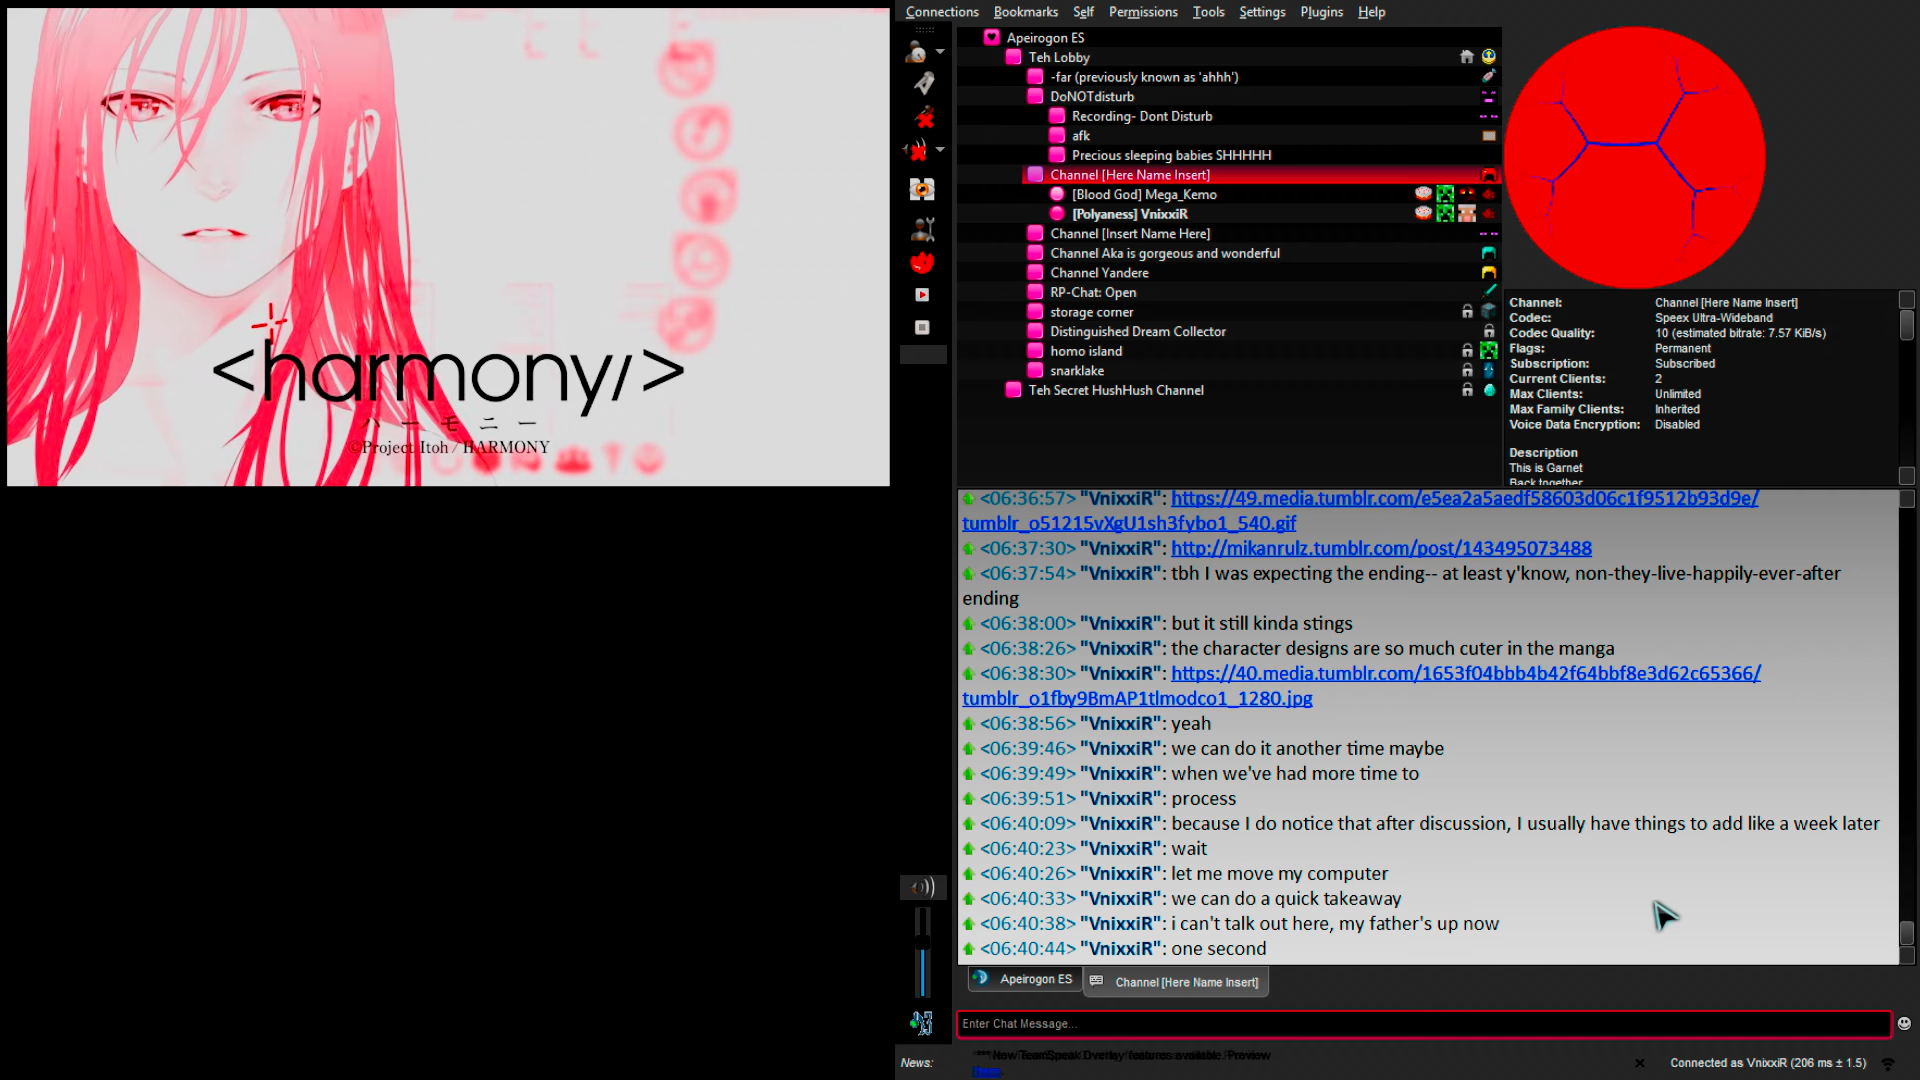 <harmony/>
ハーモニー
©Project Itoh / HARMONY
Connections Bookmarks Self Permissions Tools Settings Plugins Help
Apeirogon ES
Teh Lobby
-far (previously known as 'ahhh')
DoNOTdisturb
Recording- Dont Disturb
afk
Precious sleeping babies SHHHHH
Channel [Here Name Insert]
[Blood God] Mega_Kemo
[Polyaness] VnixxiR
Channel [Insert Name Here]
Channel Aka is gorgeous and wonderful
Channel Yandere
RP-Chat: Open
storage corner
Distinguished Dream Collector
homo island
snarklake
Teh Secret HushHush Channel
Channel: Channel [Here Name Insert]
Codec: Speex Ultra-Wideband
Codec Quality: 10 (estimated bitrate: 7.57 KiB/s)
Flags: Permanent
Subscription: Subscribed
Current Clients: 2
Max Clients: Unlimited
Max Family Clients: Inherited
Voice Data Encryption: Disabled
Description
This is Garnet
Back together
<06:36:57> "VnixxiR": https://49.media.tumblr.com/e5ea2a5aedf58603d06c1f9512b93d9e/
tumblr_o51215vXgU1sh3fybo1_540.gif
<06:37:30> "VnixxiR": http://mikanrulz.tumblr.com/post/143495073488
<06:37:54> "VnixxiR": tbh I was expecting the ending-- at least y'know, non-they-live-happily-ever-after
ending
<06:38:00> "VnixxiR": but it still kinda stings
<06:38:26> "VnixxiR": the character designs are so much cuter in the manga
<06:38:30> "VnixxiR": https://40.media.tumblr.com/1653f04bbb4b42f64bbf8e3d62c65366/
tumblr_o1fby9BmAP1tlmodco1_1280.jpg
<06:38:56> "VnixxiR": yeah
<06:39:46> "VnixxiR": we can do it another time maybe
<06:39:49> "VnixxiR": when we've had more time to
<06:39:51> "VnixxiR": process
<06:40:09> "VnixxiR": because I do notice that after discussion, I usually have things to add like a week later
<06:40:23> "VnixxiR": wait
<06:40:26> "VnixxiR": let me move my computer
<06:40:33> "VnixxiR": we can do a quick takeaway
<06:40:38> "VnixxiR": i can't talk out here, my father's up now
<06:40:44> "VnixxiR": one second
Apeirogon ES Channel [Here Name Insert]
Enter Chat Message...
News: Connected as VnixxiR (206 ms ± 1.5)